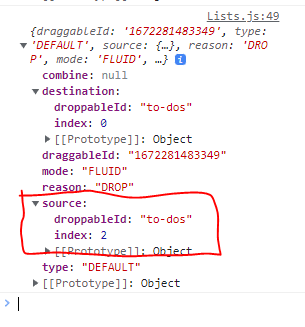 Lists.js:49
{draggableId: '1672281483349', type:
'DEFAULT', source: {…}, reason: 'DRO
P', mode: 'FLUID', …}
combine: null
destination:
droppableId: "to-dos"
index: 0
[[Prototype]]: Object
draggableId: "1672281483349"
mode: "FLUID"
reason: "DROP"
source:
droppableId: "to-dos"
index: 2
[[Prototype]]: Object
type: "DEFAULT"
[[Prototype]]: Object